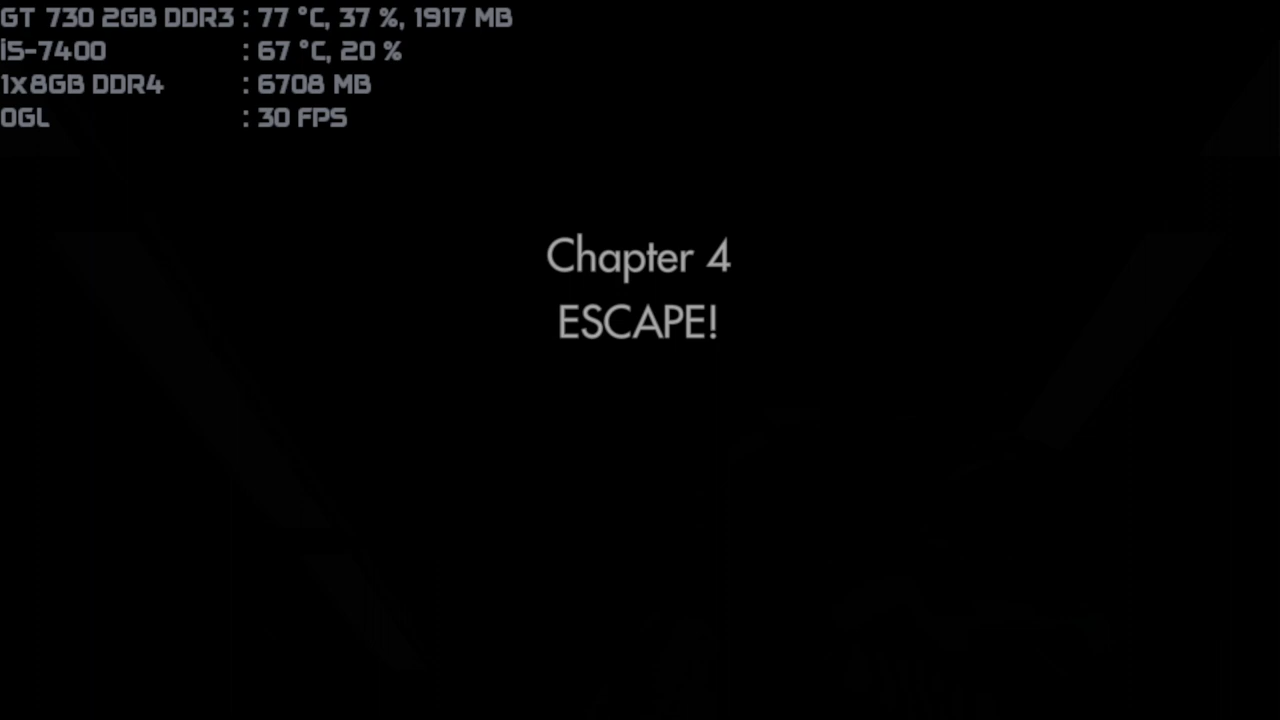 GT 730 2GB DDR3 : 77 °C, 37 %, 1917 MB
i5-7400 : 67 °C, 20 %
1x8GB DDR4 : 6708 MB
OGL : 30 FPS
Chapter 4
ESCAPE!